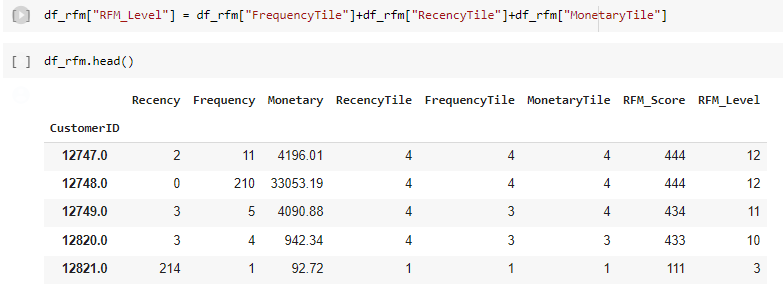 df_rfm["RFM_Level"] = df_rfm["FrequencyTile"]+df_rfm["RecencyTile"]+df_rfm["MonetaryTile"]
[ ] df_rfm.head()
Recency Frequency Monetary RecencyTile FrequencyTile MonetaryTile RFM_Score RFM_Level
CustomerID
12747.0 2 11 4196.01 4 4 4 444 12
12748.0 0 210 33053.19 4 4 4 444 12
12749.0 3 5 4090.88 4 3 4 434 11
12820.0 3 4 942.34 4 3 3 433 10
12821.0 214 1 92.72 1 1 1 111 3